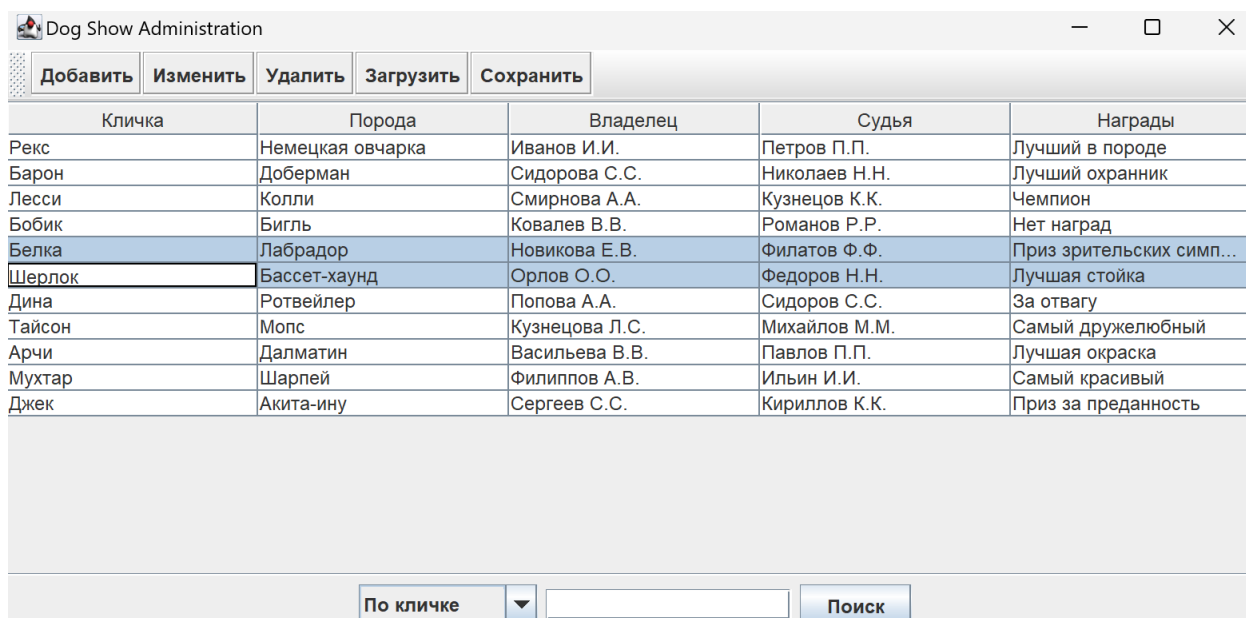 Dog Show Administration
Добавить Изменить Удалить Загрузить Сохранить
Кличка Порода Владелец Судья Награды
Рекс Немецкая овчарка Иванов И.И. Петров П.П. Лучший в породе
Барон Доберман Сидорова С.С. Николаев Н.Н. Лучший охранник
Лесси Колли Смирнова А.А. Кузнецов К.К. Чемпион
Бобик Бигль Ковалев В.В. Романов Р.Р. Нет наград
Белка Лабрадор Новикова Е.В. Филатов Ф.Ф. Приз зрительских симп...
Шерлок Бассет-хаунд Орлов О.О. Федоров Н.Н. Лучшая стойка
Дина Ротвейлер Попова А.А. Сидоров С.С. За отвагу
Тайсон Мопс Кузнецова Л.С. Михайлов М.М. Самый дружелюбный
Арчи Далматин Васильева В.В. Павлов П.П. Лучшая окраска
Мухтар Шарпей Филиппов А.В. Ильин И.И. Самый красивый
Джек Акита-ину Сергеев С.С. Кириллов К.К. Приз за преданность
По кличке Поиск